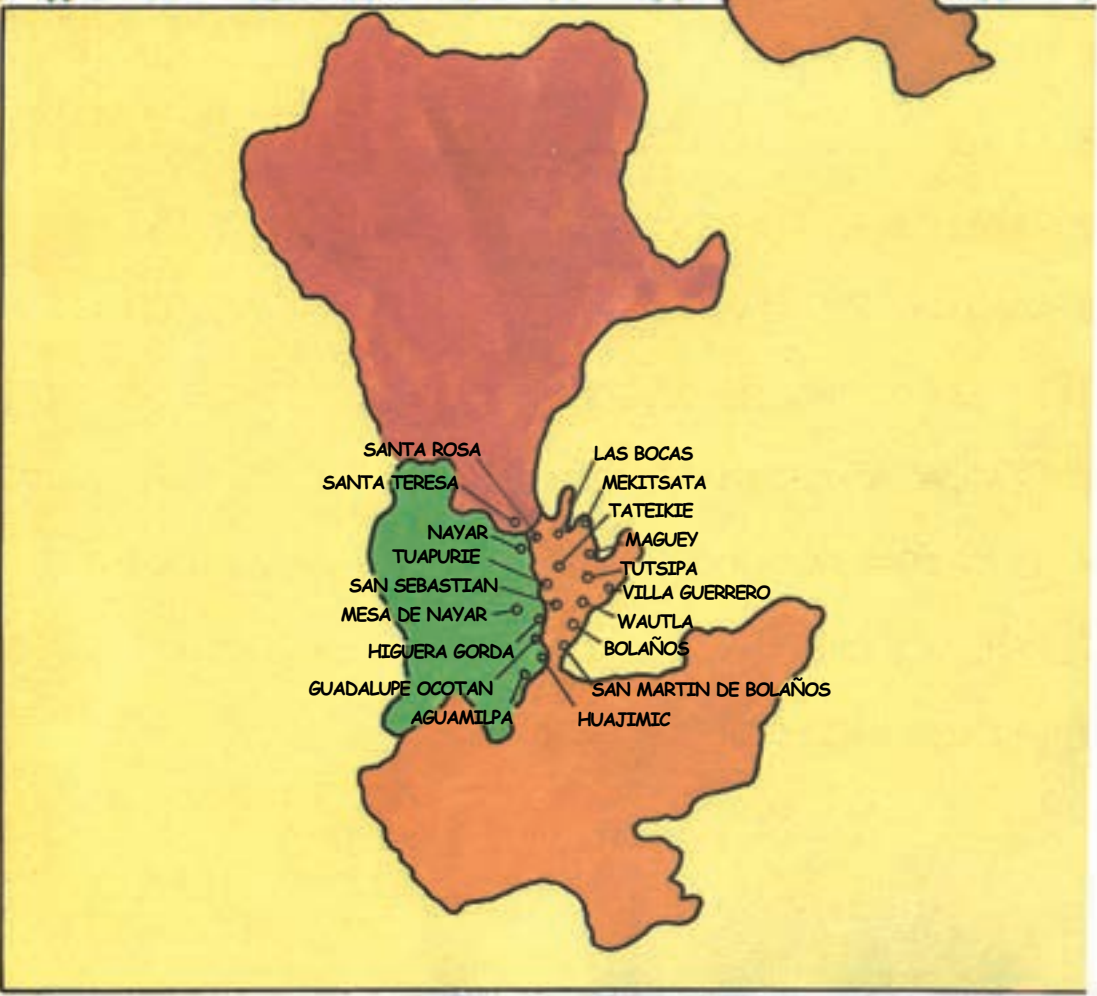 SANTA ROSA
SANTA TERESA
NAYAR
TUAPURIE
SAN SEBASTIAN
MESA DE NAYAR
HIGUERA GORDA
GUADALUPE OCOTAN
AGUAMILPA
LAS BOCAS
MEKITSATA
TATEIKIE
MAGUEY
TUTSIPA
VILLA GUERRERO
WAUTLA
BOLAÑOS
SAN MARTIN DE BOLAÑOS
HUAJIMIC